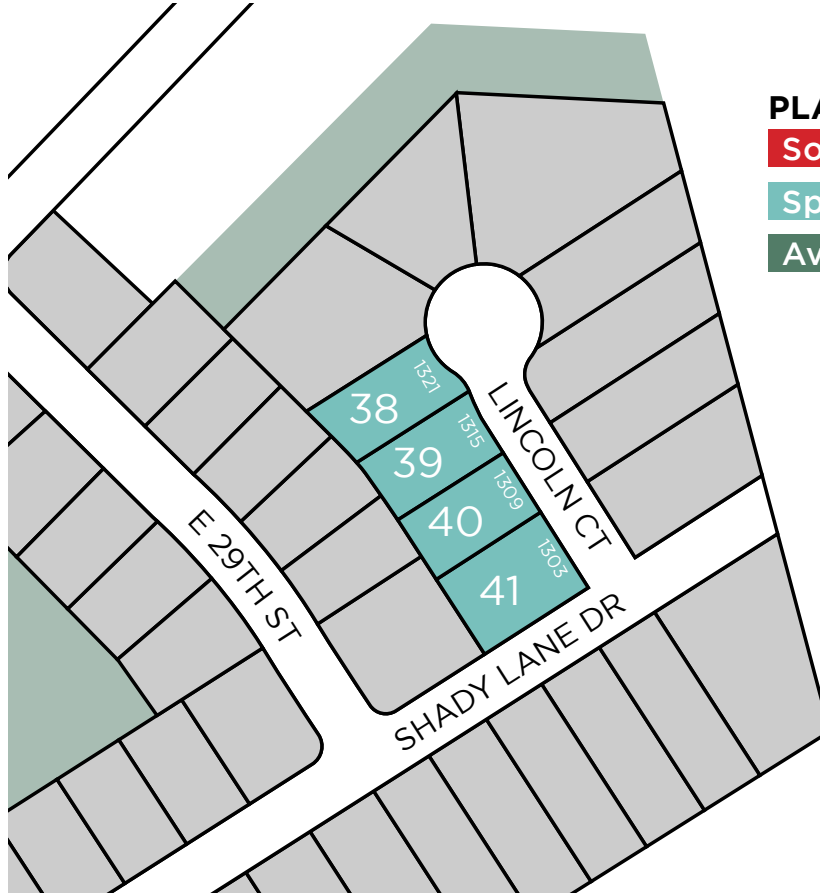 PLA
So
Sp
Av
1321
38
1315
39
LINCOLN CT
1309
40
E 29TH ST
1303
41
SHADY LANE DR